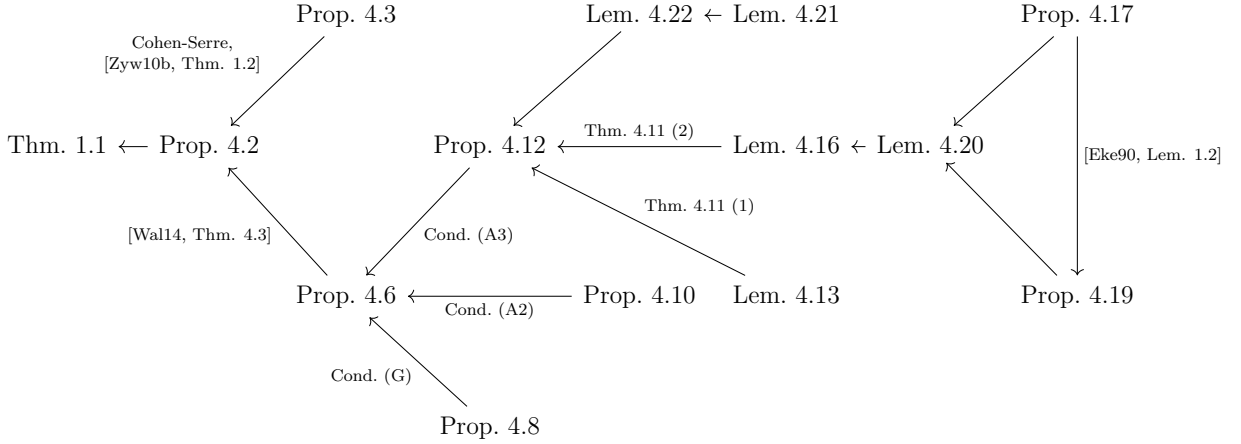 Prop. 4.3
Lem. 4.22
Lem. 4.21
Prop. 4.17
Cohen-Serre,
[Zyw10b, Thm. 1.2]
Thm. 1.1
Prop. 4.2
Prop. 4.12
Thm. 4.11 (2)
Lem. 4.16
Lem. 4.20
[Eke90, Lem. 1.2]
Thm. 4.11 (1)
[Wal14, Thm. 4.3]
Cond. (A3)
Prop. 4.6
Cond. (A2)
Prop. 4.10
Lem. 4.13
Prop. 4.19
Cond. (G)
Prop. 4.8